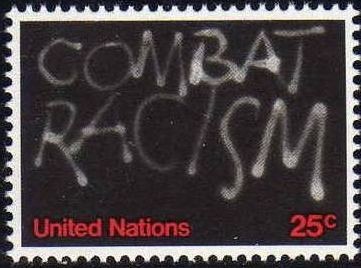 COMBAT
RACISM
United Nations 25c